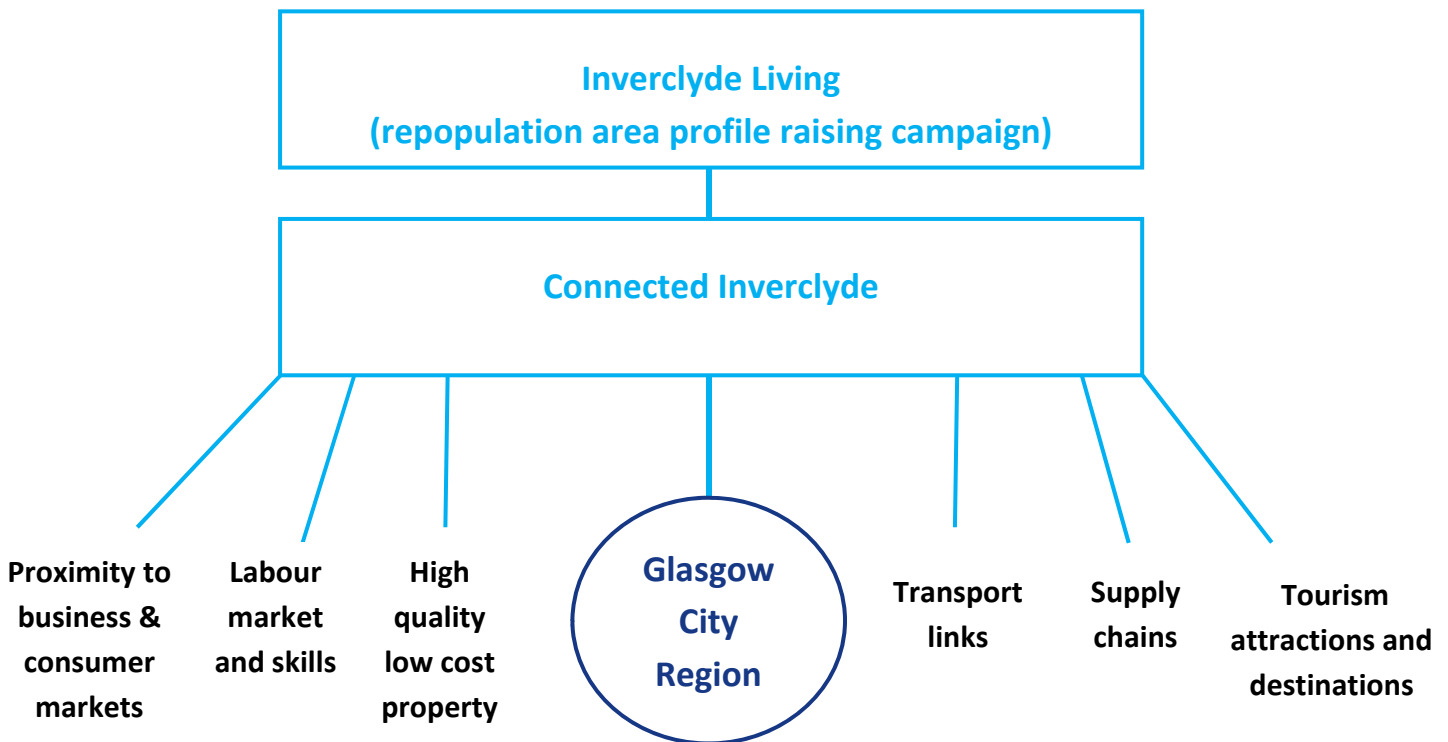 Inverclyde Living
(repopulation area profile raising campaign)
Connected Inverclyde
Proximity to
business &
consumer
markets
Labour
market
and skills
High
quality
low cost
property
Glasgow
City
Region
Transport
links
Supply
chains
Tourism
attractions and
destinations